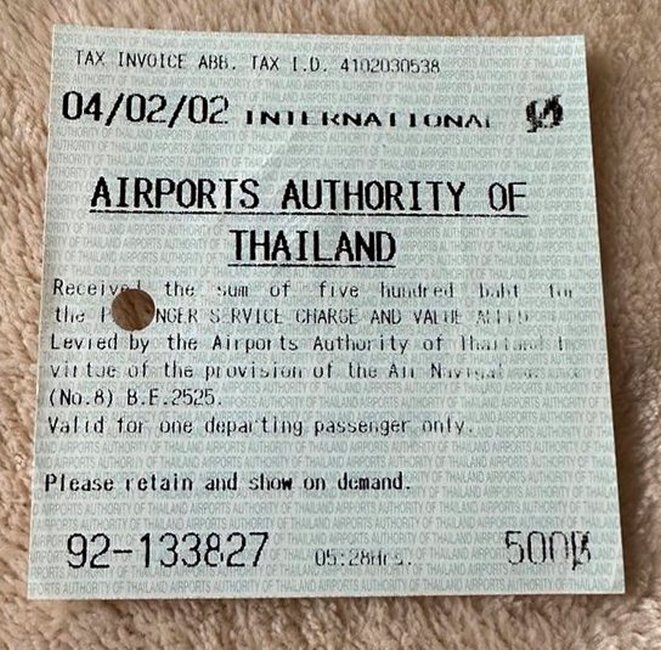 TAX INVOICE ABB. TAX I.D. 4102030538
04/02/02 INTERNATIONAL
AIRPORTS AUTHORITY OF
THAILAND
Received the sum of five hundred baht for
the SERVICE CHARGE AND VALUE ADDED
Levied by the Airports Authority of Thailand
virtue of the provision of the Air
(No.8) B.E.2525.
Valid for one departing passenger only.
Please retain and show on demand.
92-133827 05:28Hrs. 500฿